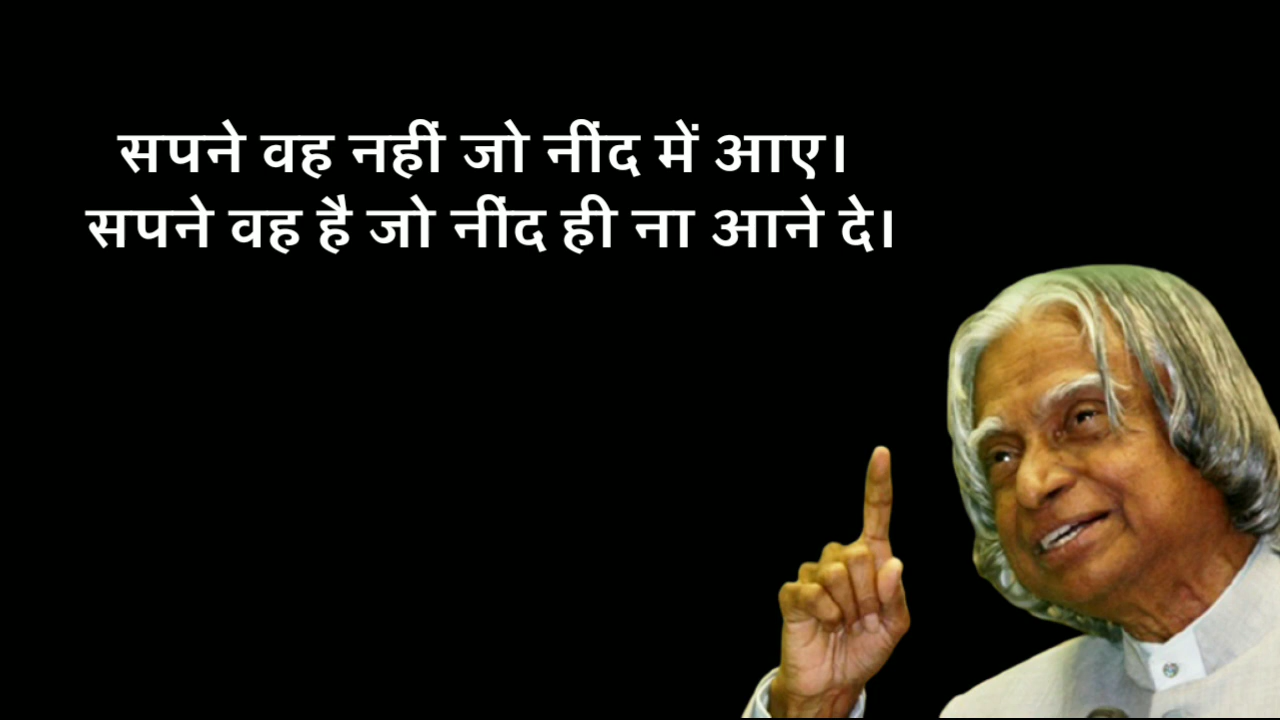 सपने वह नहीं जो नींद में आए।
सपने वह है जो नींद ही ना आने दे।